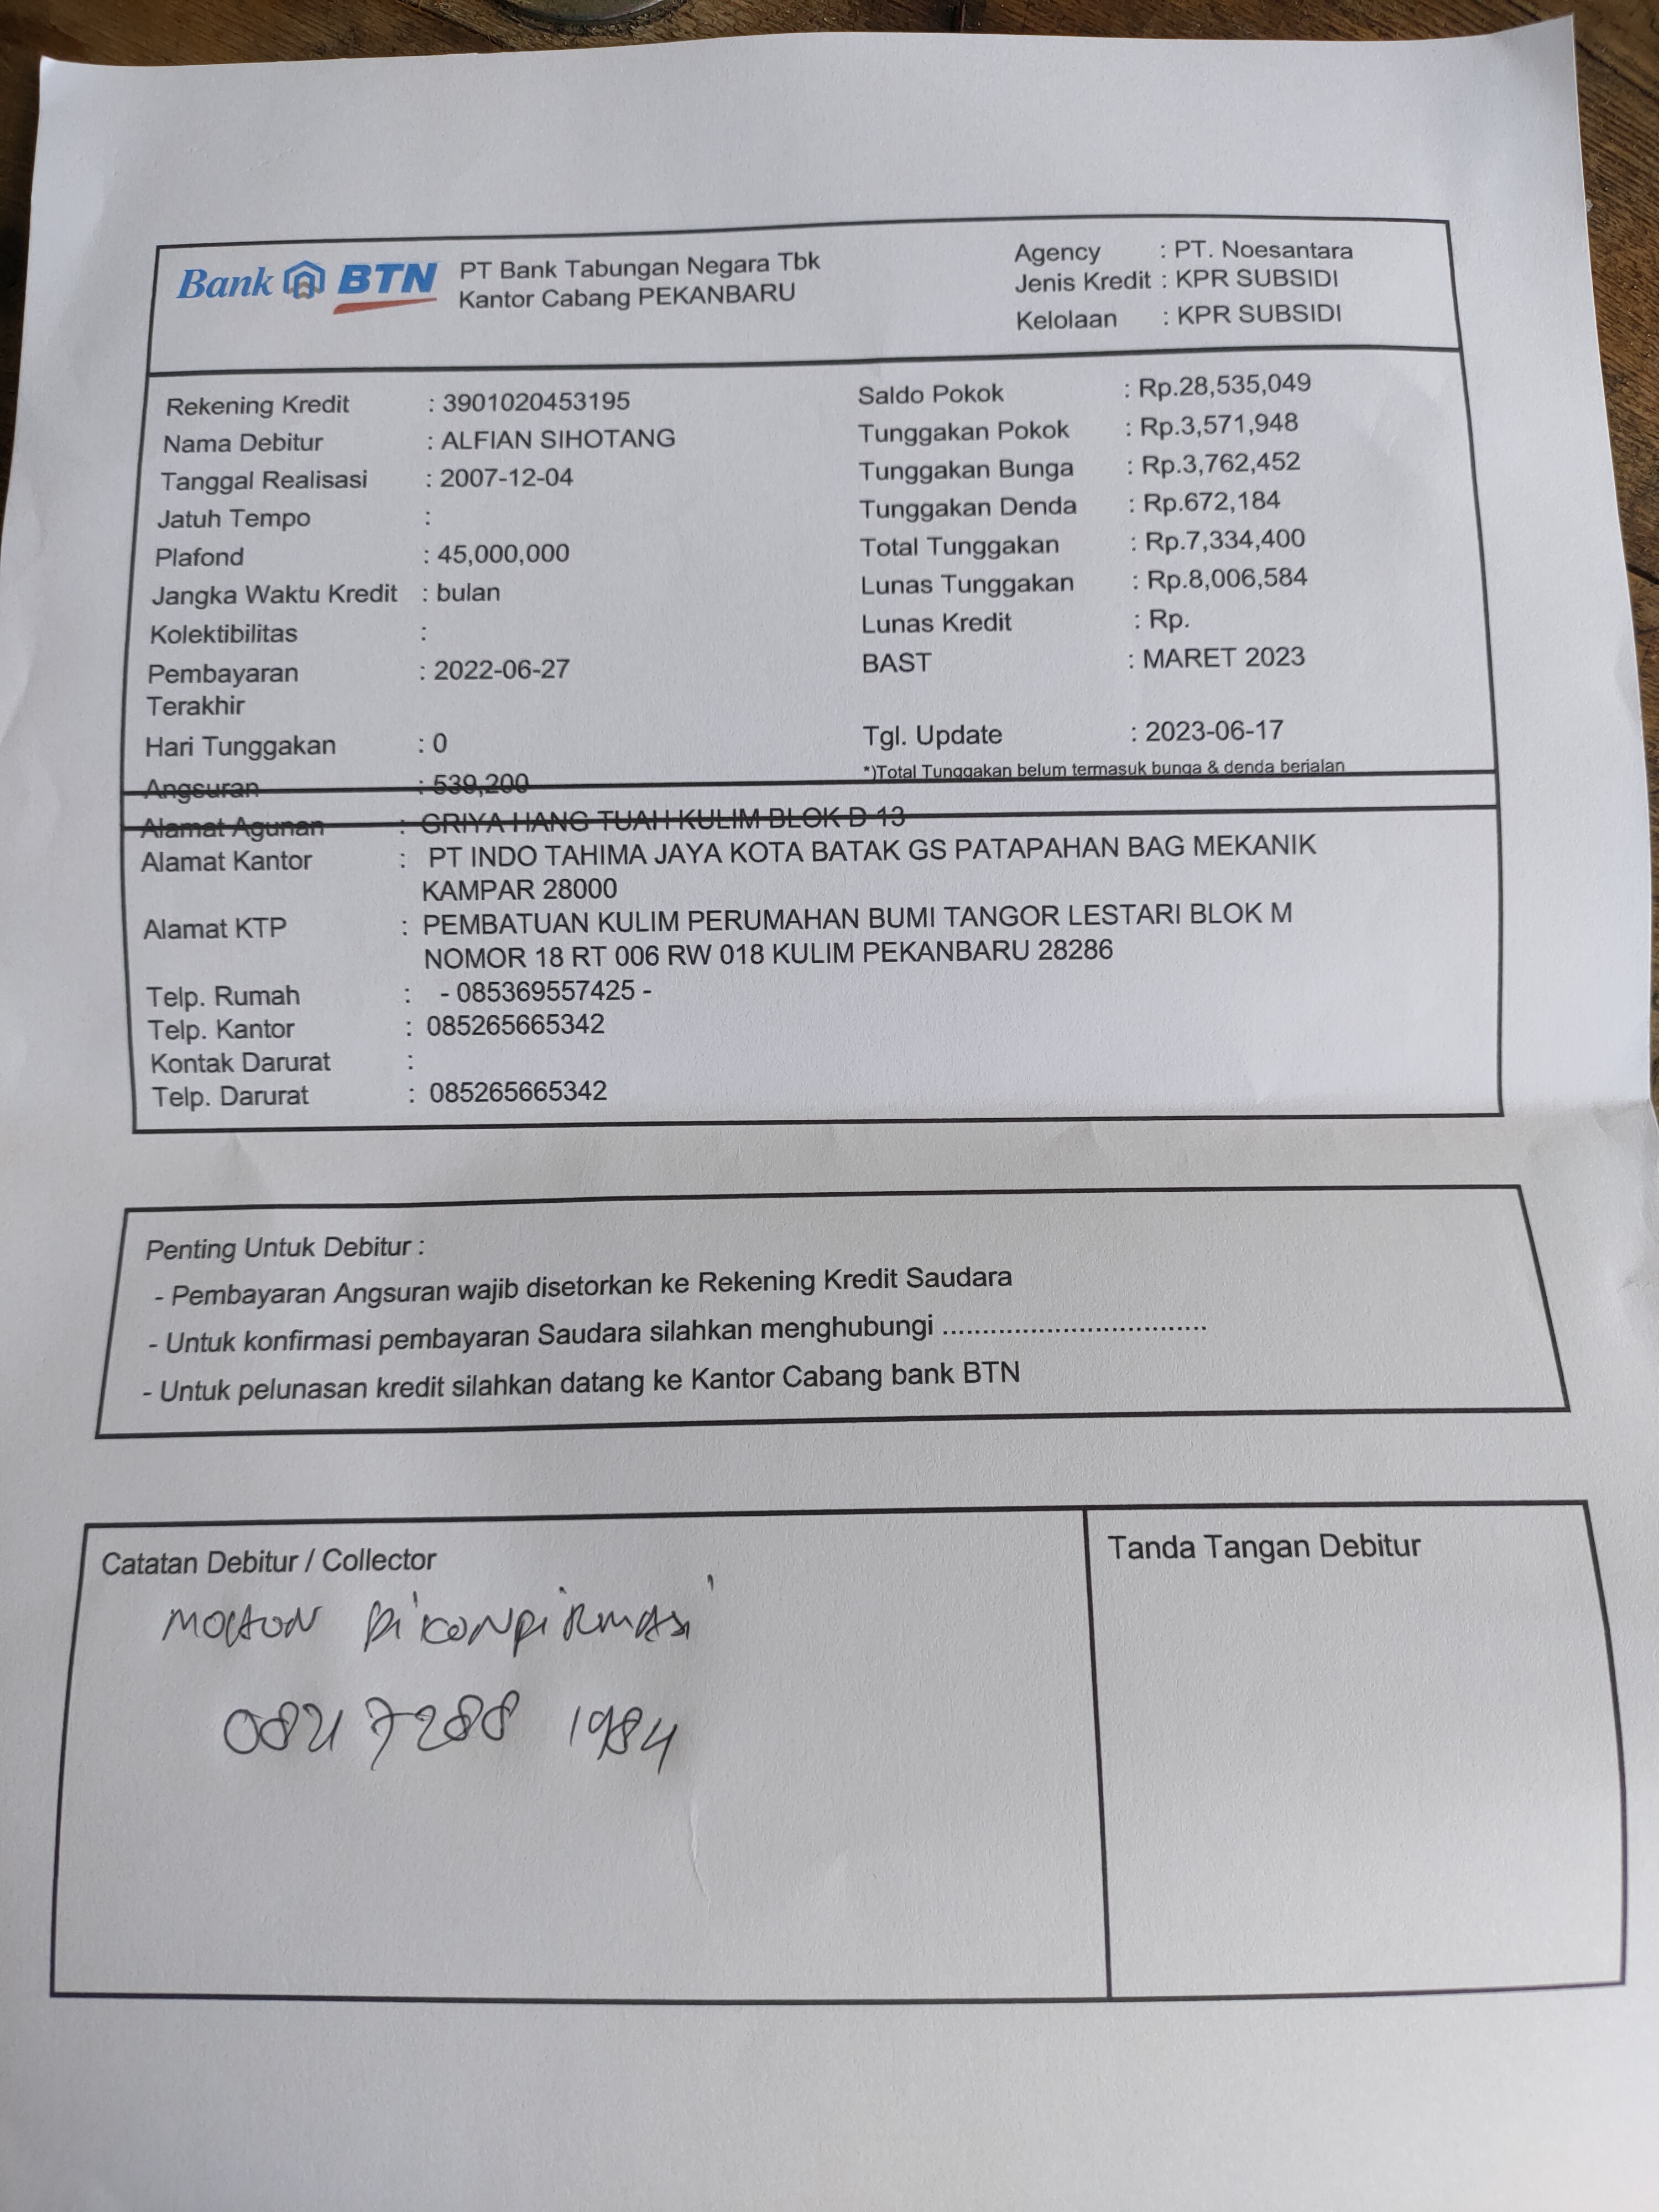 Bank BTN PT Bank Tabungan Negara Tbk
Kantor Cabang PEKANBARU
Agency : PT. Noesantara
Jenis Kredit : KPR SUBSIDI
Kelolaan : KPR SUBSIDI
Rekening Kredit : 3901020453195
Nama Debitur : ALFIAN SIHOTANG
Tanggal Realisasi : 2007-12-04
Jatuh Tempo :
Plafond : 45,000,000
Jangka Waktu Kredit : bulan
Kolektibilitas :
Pembayaran : 2022-06-27
Terakhir
Hari Tunggakan : 0
Angsuran : 539,200
Saldo Pokok : Rp.28,535,049
Tunggakan Pokok : Rp.3,571,948
Tunggakan Bunga : Rp.3,762,452
Tunggakan Denda : Rp.672,184
Total Tunggakan : Rp.7,334,400
Lunas Tunggakan : Rp.8,006,584
Lunas Kredit : Rp.
BAST : MARET 2023
Tgl. Update : 2023-06-17
*)Total Tunggakan belum termasuk bunga & denda berjalan
Alamat Agunan : GRIYA HANG TUAH KULIM BLOK D 13
Alamat Kantor : PT INDO TAHIMA JAYA KOTA BATAK GS PATAPAHAN BAG MEKANIK
KAMPAR 28000
Alamat KTP : PEMBATUAN KULIM PERUMAHAN BUMI TANGOR LESTARI BLOK M
NOMOR 18 RT 006 RW 018 KULIM PEKANBARU 28286
Telp. Rumah : - 085369557425 -
Telp. Kantor : 085265665342
Kontak Darurat :
Telp. Darurat : 085265665342
Penting Untuk Debitur :
- Pembayaran Angsuran wajib disetorkan ke Rekening Kredit Saudara
- Untuk konfirmasi pembayaran Saudara silahkan menghubungi ..................................
- Untuk pelunasan kredit silahkan datang ke Kantor Cabang bank BTN
Catatan Debitur / Collector
MOHON Di konpirmasi
0821 7288 1984
Tanda Tangan Debitur